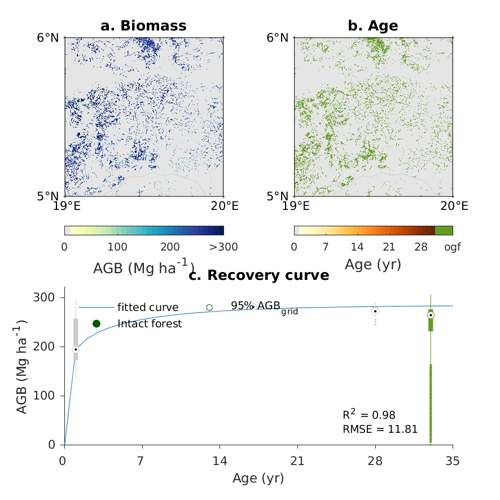 a. Biomass
b. Age
6°N
6°N
5°N
5°N
19°E
20°E
19°E
20°E
0
100
200
>300
0
7
14
21
28
ogf
AGB (Mg ha⁻¹)
Age (yr)
c. Recovery curve
300
200
100
0
AGB (Mg ha⁻¹)
fitted curve
95% AGBgrid
Intact forest
R² = 0.98
RMSE = 11.81
0
7
14
21
28
35
Age (yr)